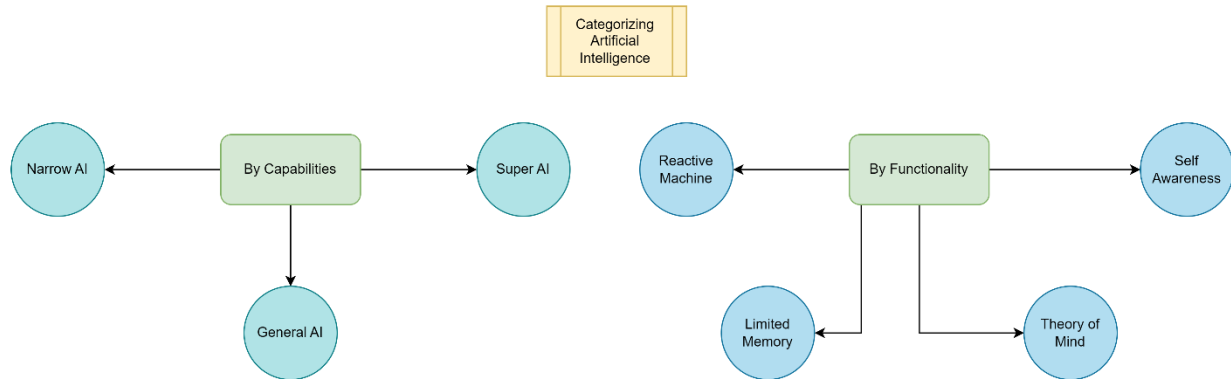 Categorizing
Artificial
Intelligence
Narrow AI
By Capabilities
Super AI
General AI
Reactive
Machine
By Functionality
Self
Awareness
Limited
Memory
Theory of
Mind